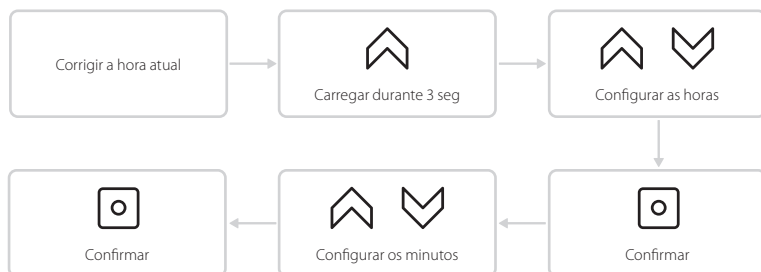 Corrigir a hora atual
Carregar durante 3 seg
Configurar as horas
Confirmar
Configurar os minutos
Confirmar